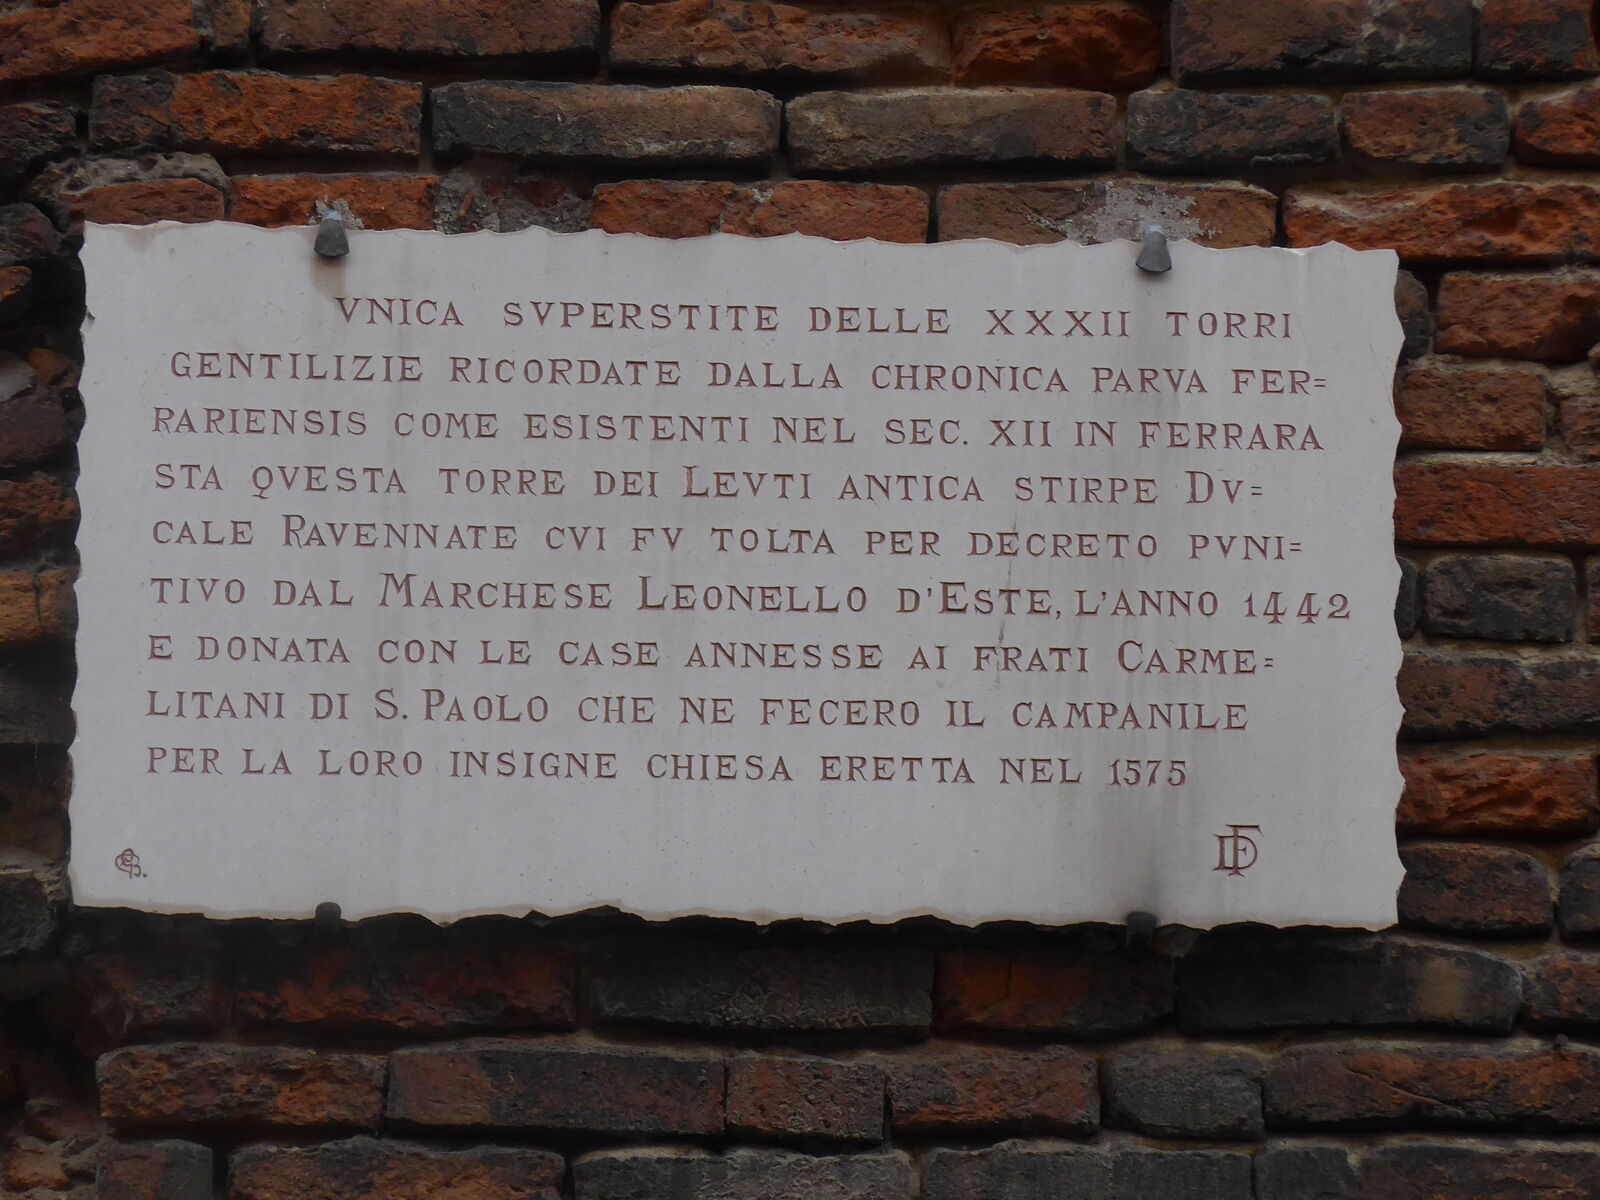 VNICA SVPERSTITE DELLE XXXII TORRI
GENTILIZIE RICORDATE DALLA CHRONICA PARVA FER=
RARIENSIS COME ESISTENTI NEL SEC. XII IN FERRARA
STA QVESTA TORRE DEI LEVTI ANTICA STIRPE DV=
CALE RAVENNATE CVI FV TOLTA PER DECRETO PVNI=
TIVO DAL MARCHESE LEONELLO D'ESTE, L'ANNO 1442
E DONATA CON LE CASE ANNESSE AI FRATI CARME=
LITANI DI S. PAOLO CHE NE FECERO IL CAMPANILE
PER LA LORO INSIGNE CHIESA ERETTA NEL 1575